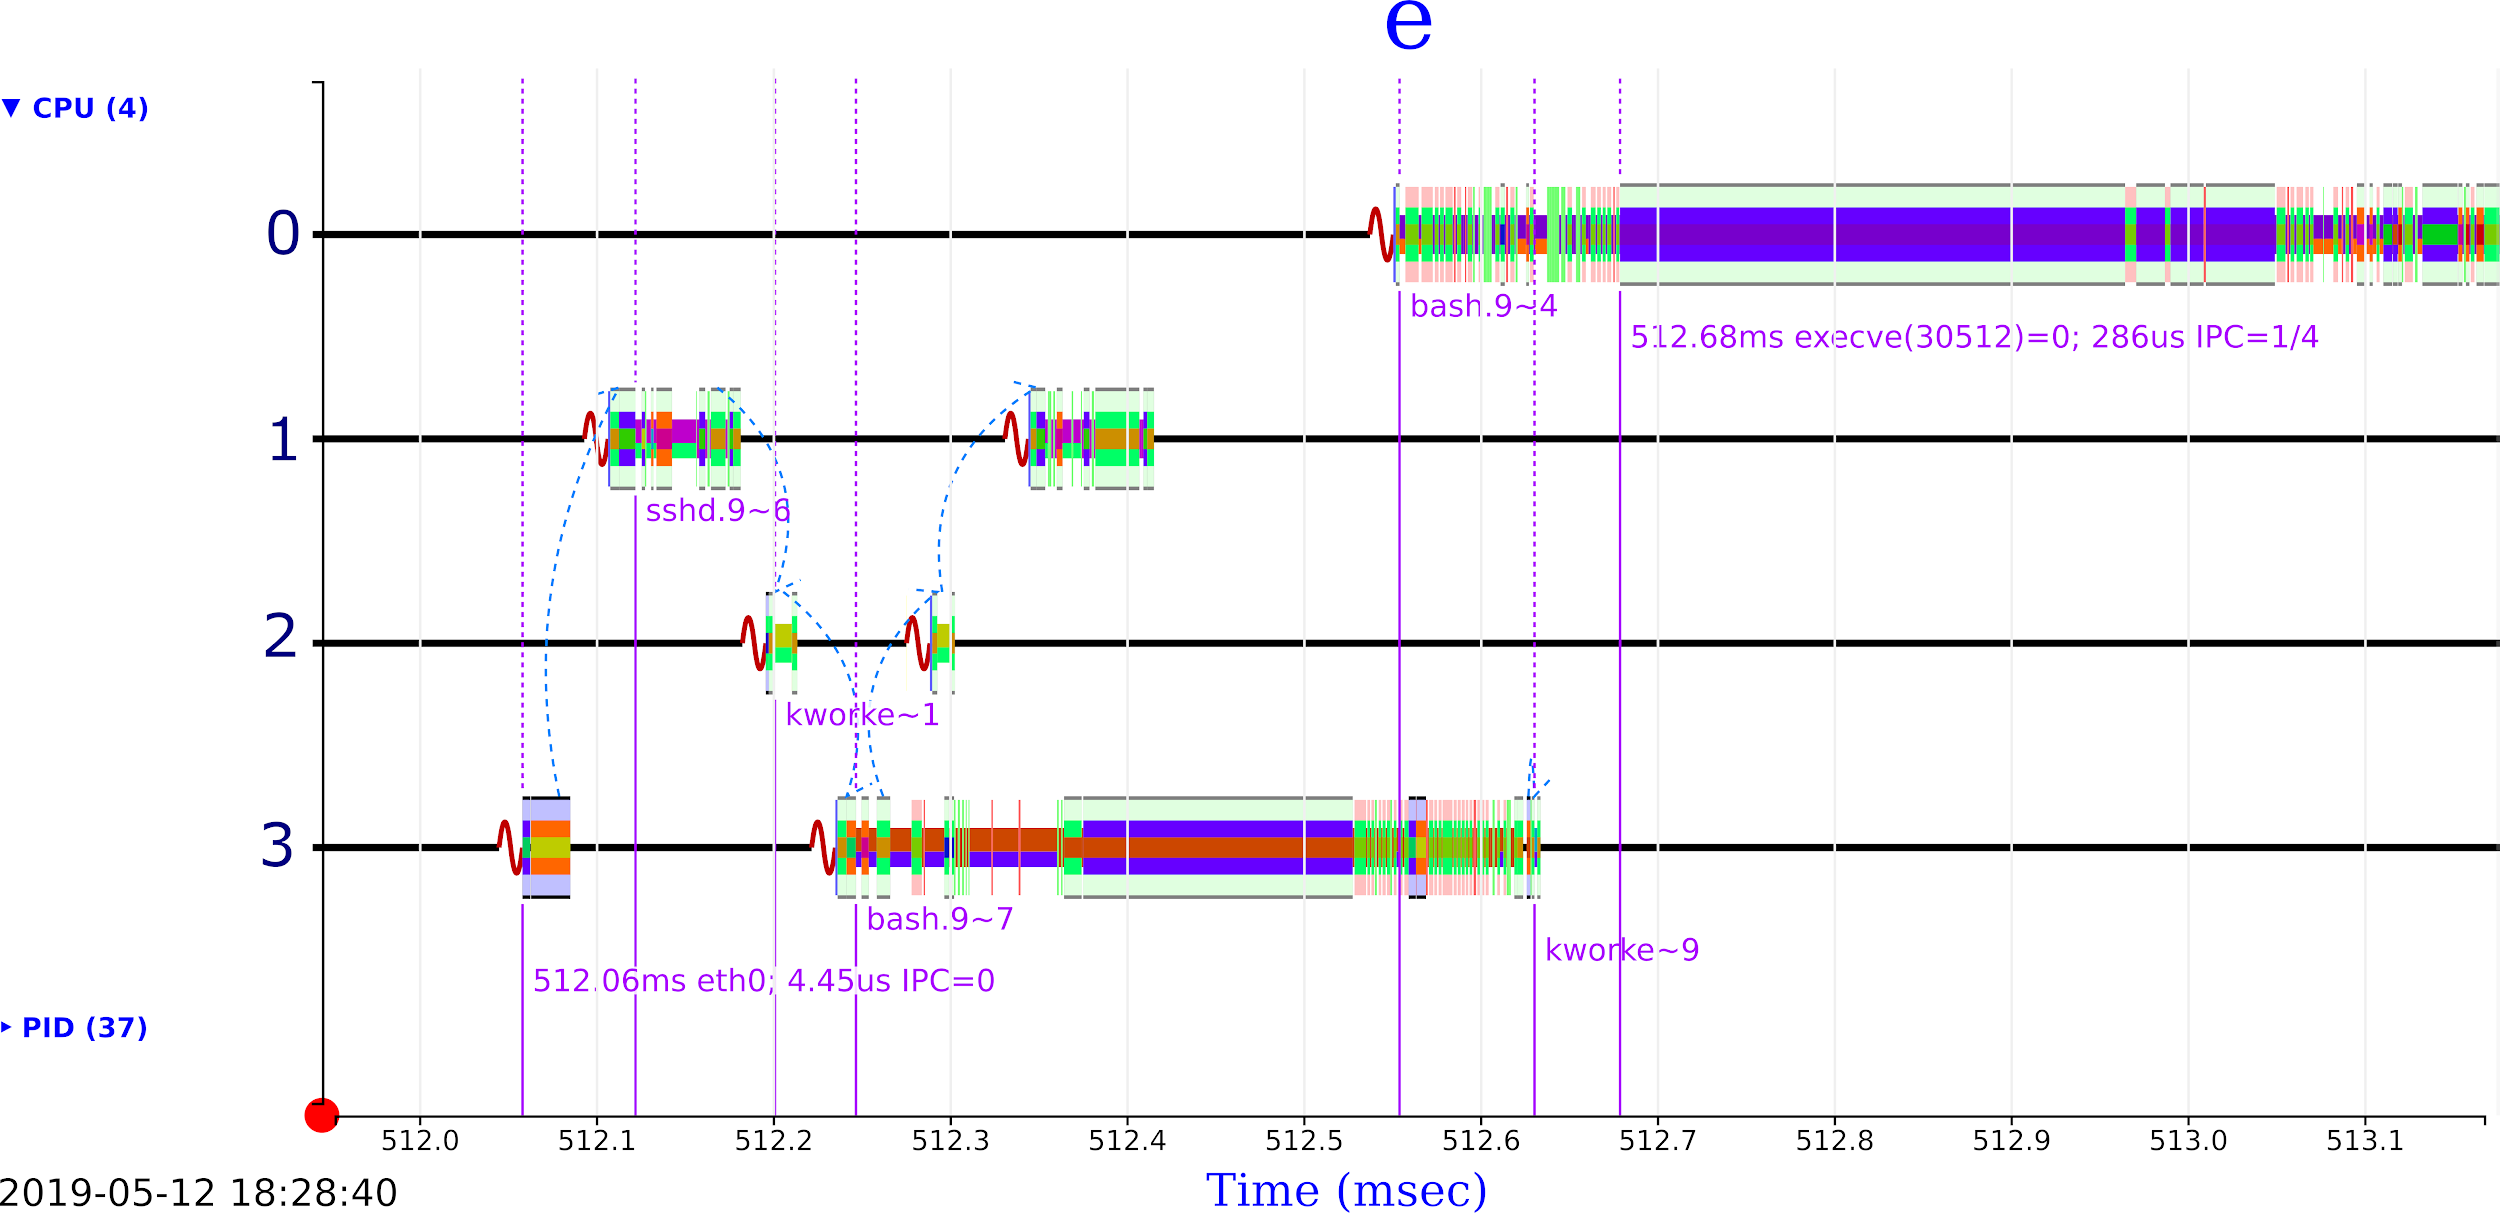 e
CPU (4)
0
bash.9~4
512.68ms execve(30512)=0; 286us IPC=1/4
1
sshd.9~6
2
kworke~1
3
bash.9~7
kworke~9
512.06ms eth0; 4.45us IPC=0
PID (37)
512.0 512.1 512.2 512.3 512.4 512.5 512.6 512.7 512.8 512.9 513.0 513.1
Time (msec)
2019-05-12 18:28:40